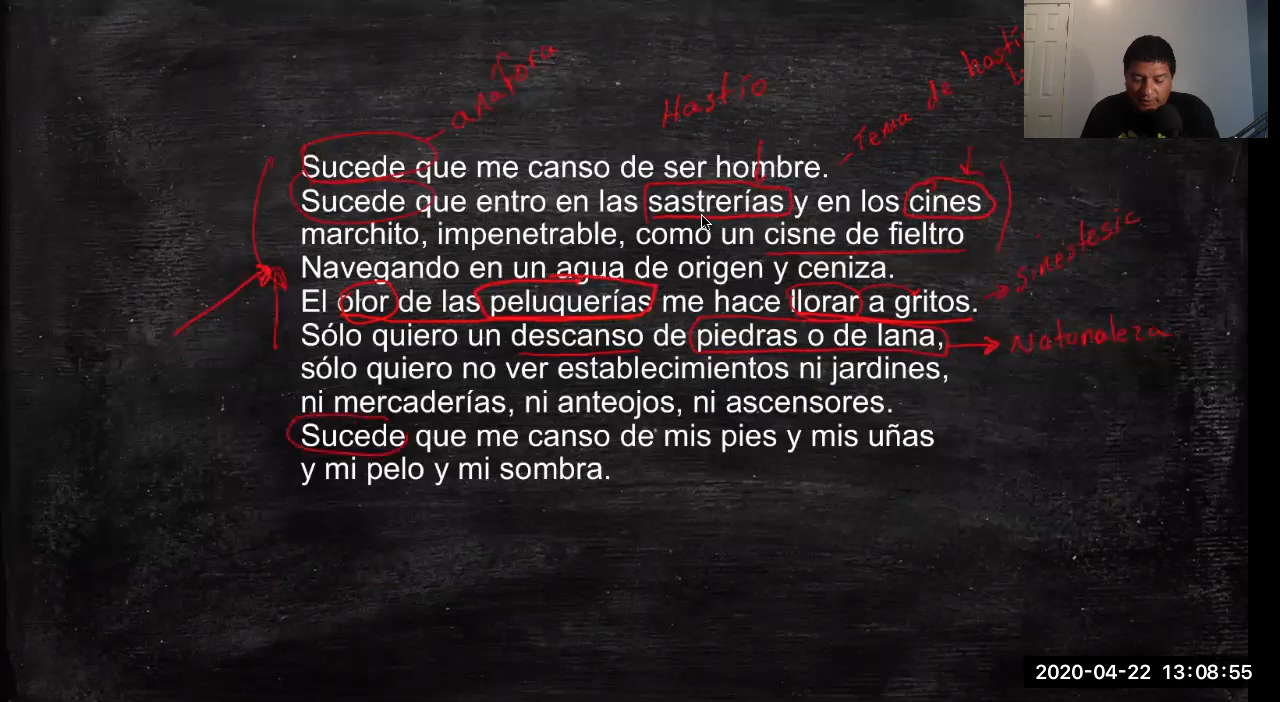 anáfora
Hastío
Tema de hastío
Sucede que me canso de ser hombre.
Sucede que entro en las sastrerías y en los cines
marchito, impenetrable, como un cisne de fieltro
Navegando en un agua de origen y ceniza.
El olor de las peluquerías me hace llorar a gritos.
sinestesic
Sólo quiero un descanso de piedras o de lana,
Naturaleza
sólo quiero no ver establecimientos ni jardines,
ni mercaderías, ni anteojos, ni ascensores.
Sucede que me canso de mis pies y mis uñas
y mi pelo y mi sombra.
2020-04-22 13:08:55